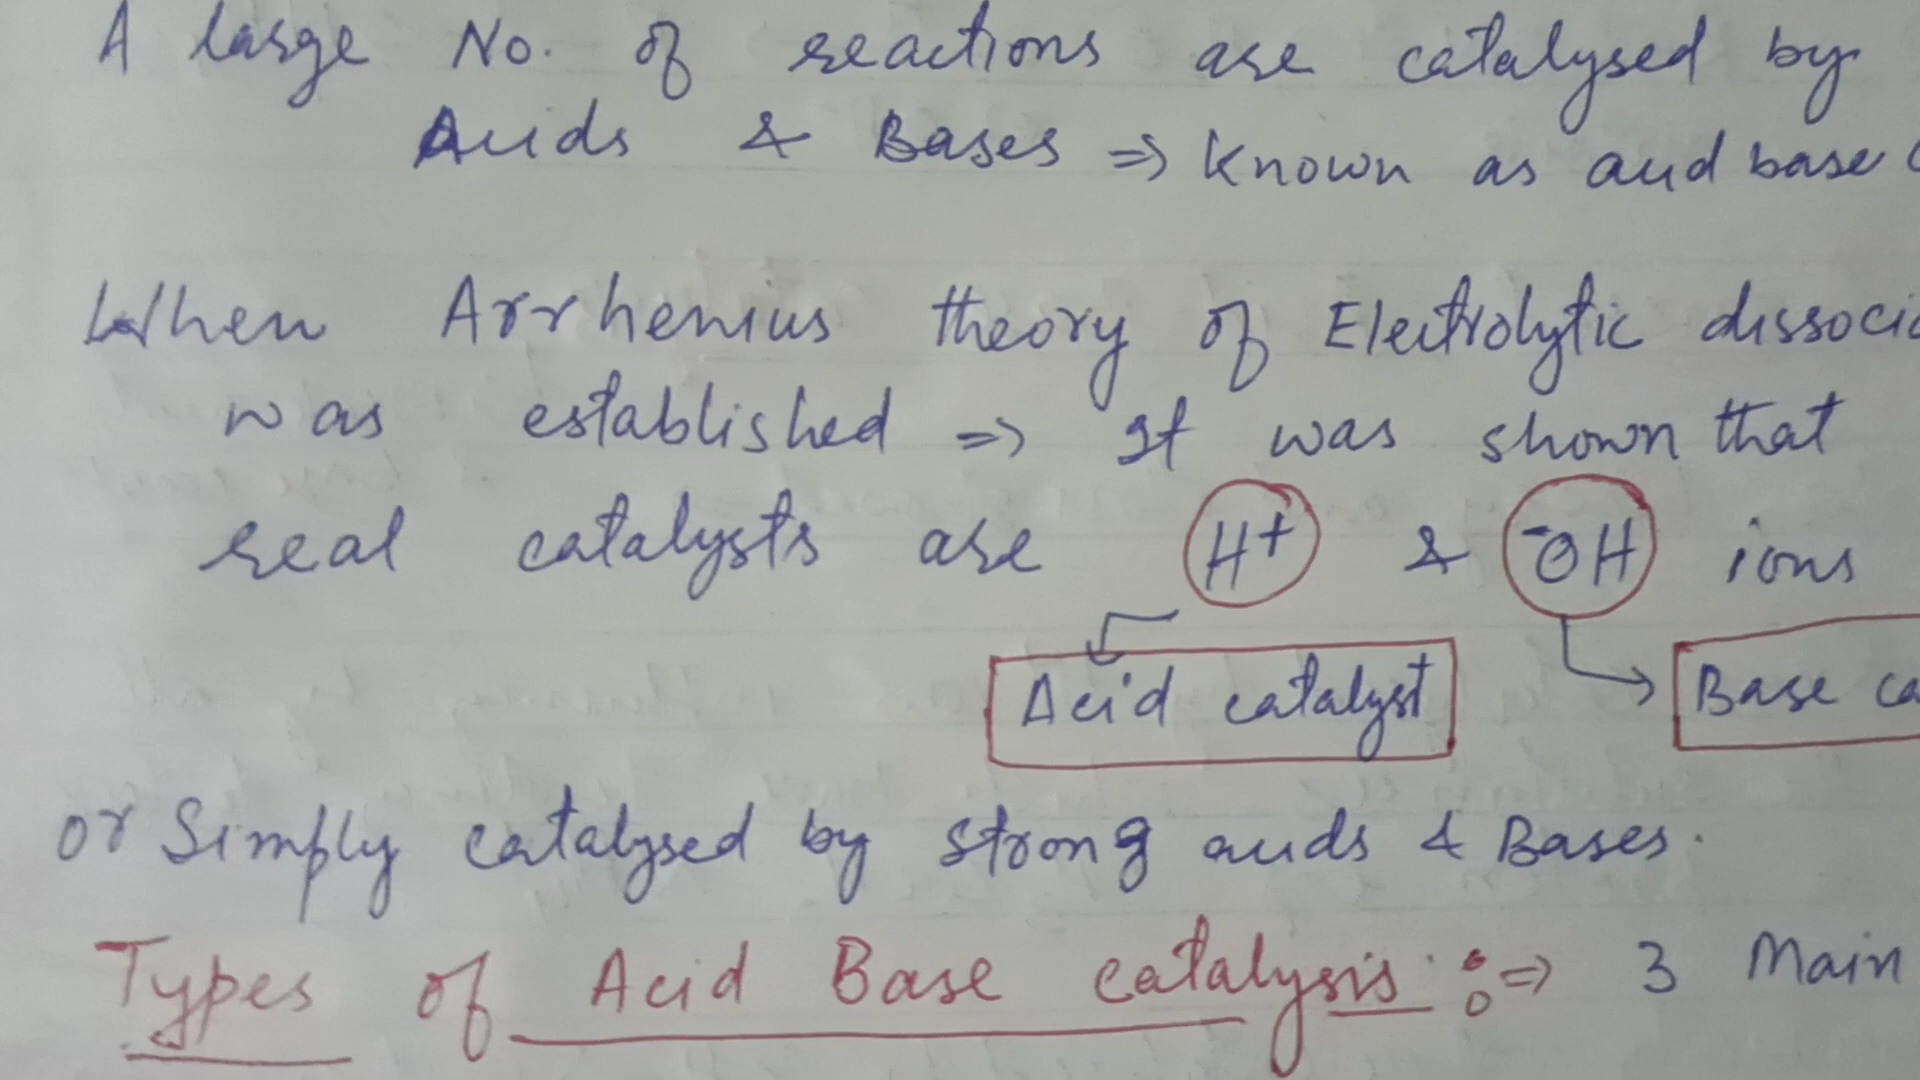 A large No. of reactions are catalysed by
Acids & Bases ⇒ Known as acid base
When Arrhenius theory of Electrolytic dissocia
was established ⇒ It was shown that
real catalysts are H+ & -OH ions
Acid catalyst Base ca
or Simply catalysed by strong acids & Bases.
Types of Acid Base catalysis :⇒ 3 Main